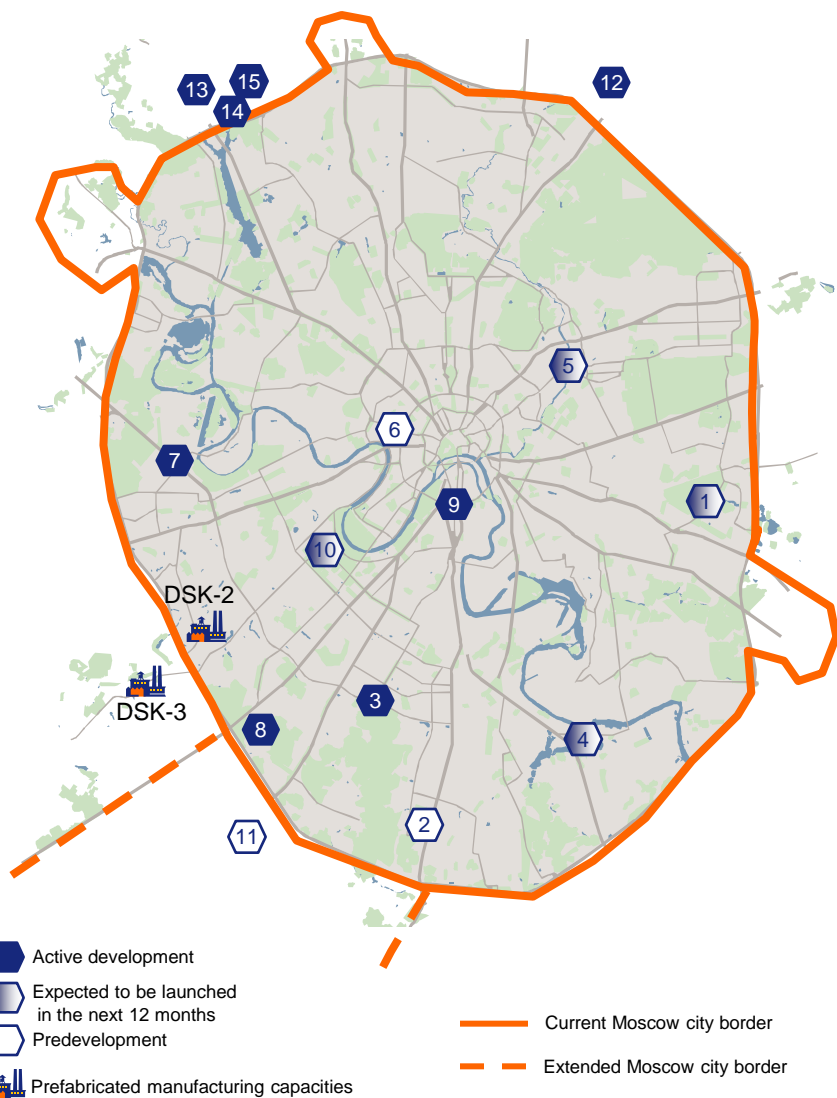 15
13
12
14
5
6
7
9
1
10
DSK-2
DSK-3
3
8
4
2
11
Active development
Expected to be launched
in the next 12 months
Predevelopment
Prefabricated manufacturing capacities
Current Moscow city border
Extended Moscow city border